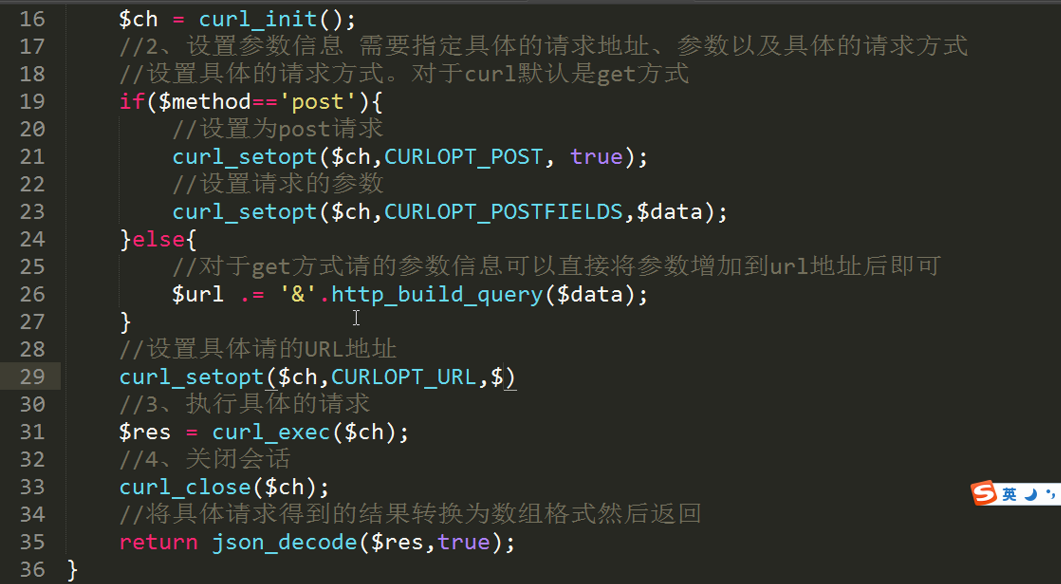 16 $ch = curl_init();
17 //2、设置参数信息 需要指定具体的请求地址、参数以及具体的请求方式
18 //设置具体的请求方式。对于curl默认是get方式
19 if($method=='post'){
20 //设置为post请求
21 curl_setopt($ch,CURLOPT_POST, true);
22 //设置请求的参数
23 curl_setopt($ch,CURLOPT_POSTFIELDS,$data);
24 }else{
25 //对于get方式请的参数信息可以直接将参数增加到url地址后即可
26 $url .= '&'.http_build_query($data);
27 }
28 //设置具体请的URL地址
29 curl_setopt($ch,CURLOPT_URL,$)
30 //3、执行具体的请求
31 $res = curl_exec($ch);
32 //4、关闭会话
33 curl_close($ch);
34 //将具体请求得到的结果转换为数组格式然后返回
35 return json_decode($res,true);
36 }
S 英